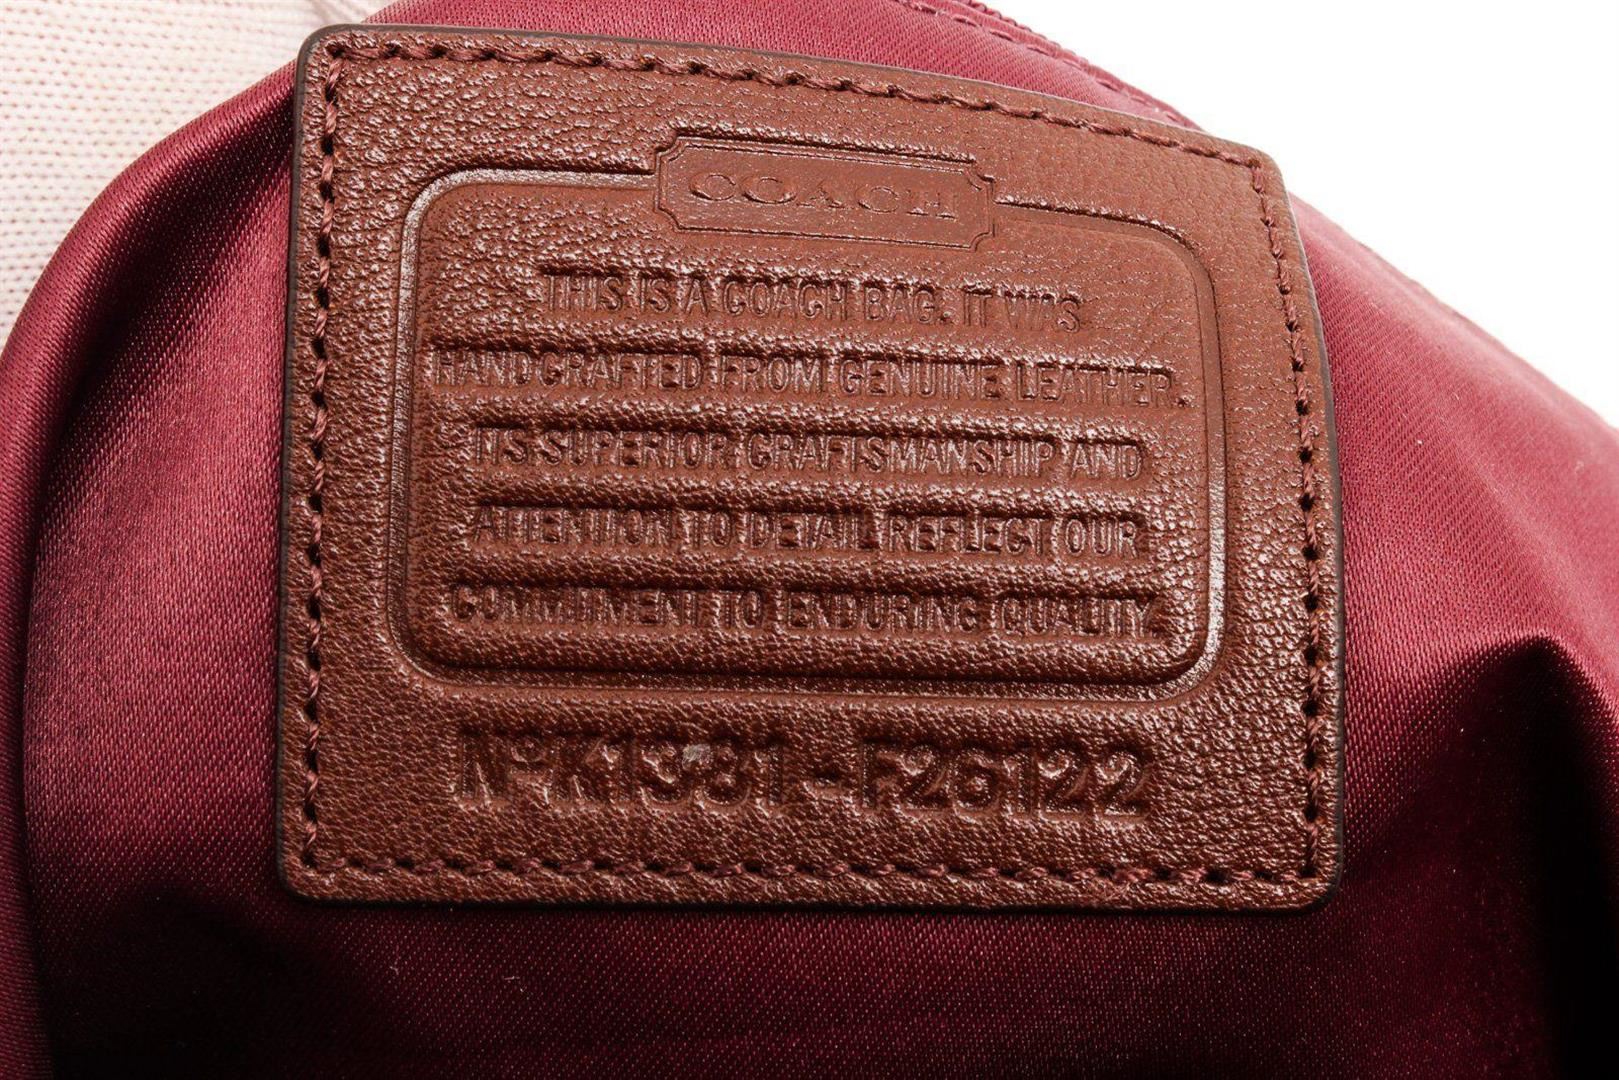 COACH
THIS IS A COACH BAG. IT WAS
HANDCRAFTED FROM GENUINE LEATHER.
ITS SUPERIOR CRAFTSMANSHIP AND
ATTENTION TO DETAIL REFLECT OUR
COMMITMENT TO ENDURING QUALITY.
Nº K1381 - F26122